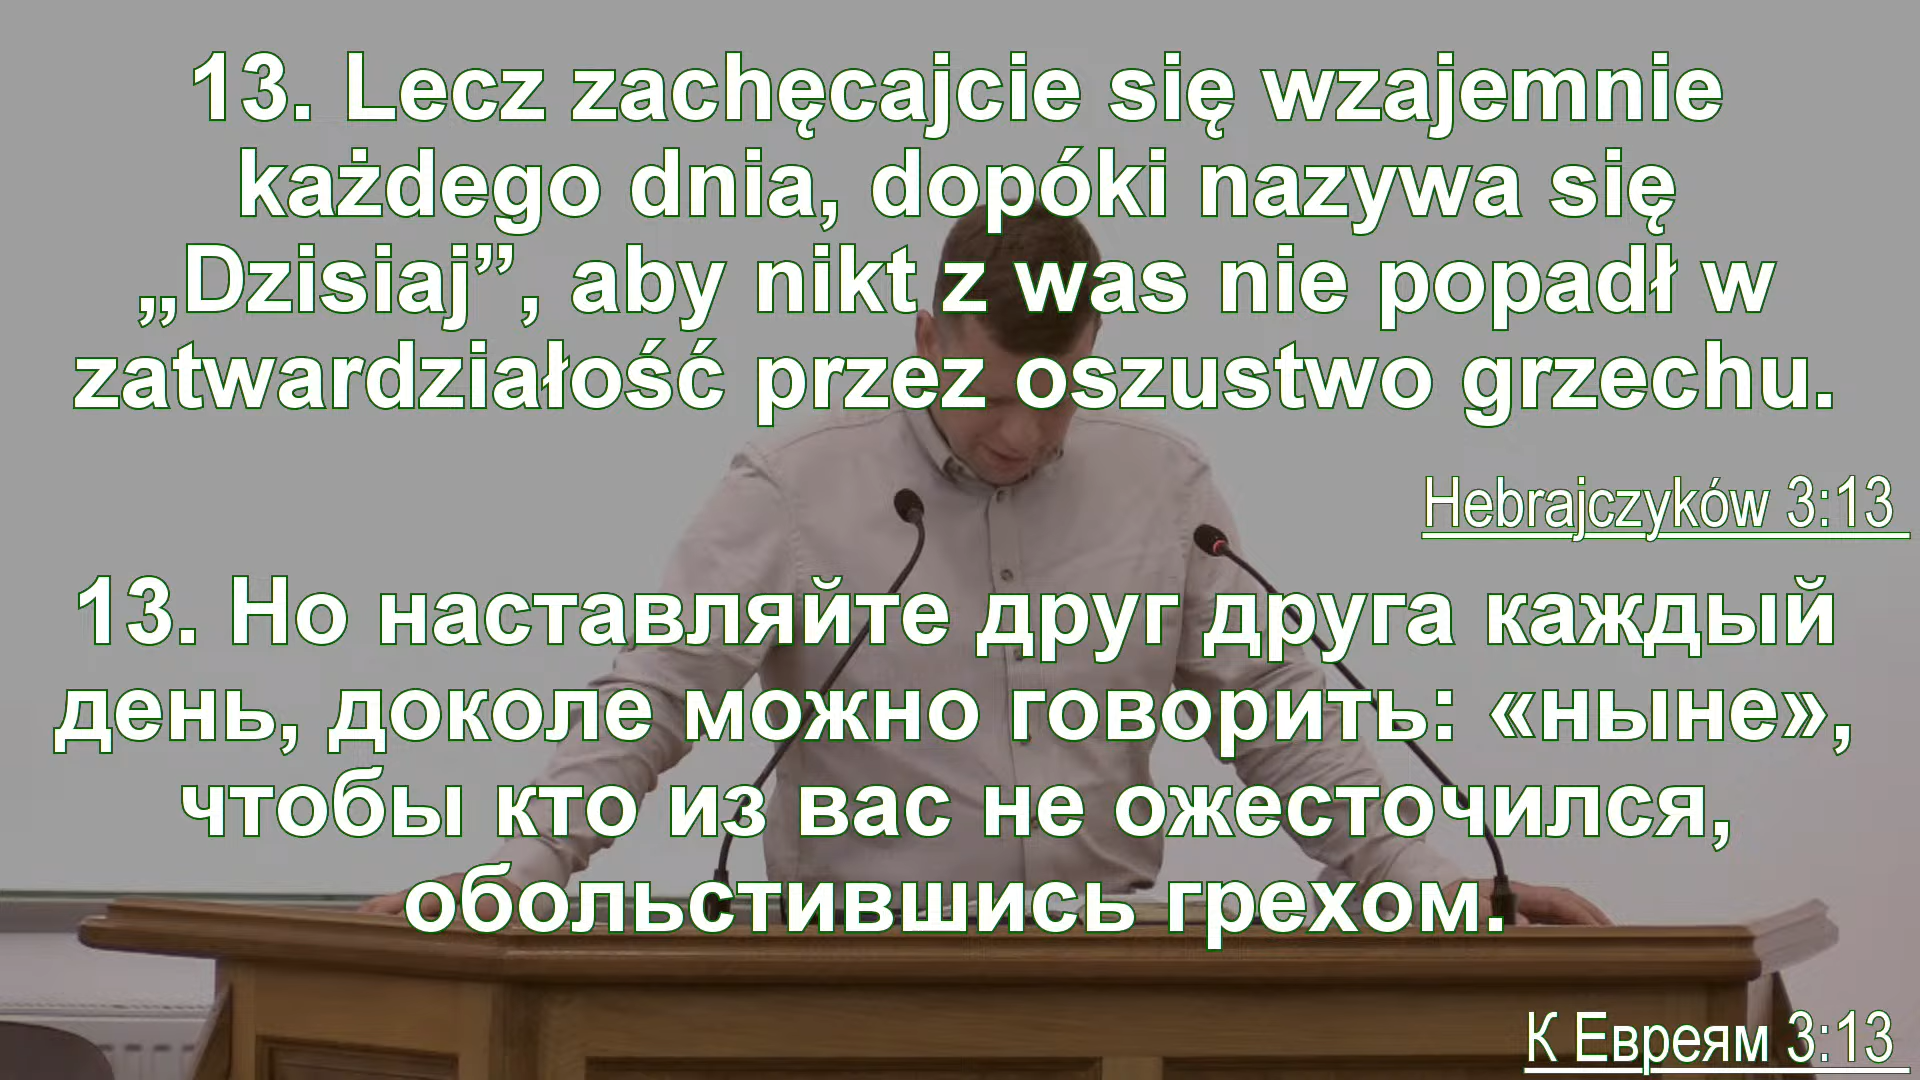 13. Lecz zachęcajcie się wzajemnie
każdego dnia, dopóki nazywa się
„Dzisiaj”, aby nikt z was nie popadł w
zatwardziałość przez oszustwo grzechu.
Hebrajczyków 3:13
13. Но наставляйте друг друга каждый
день, доколе можно говорить: «ныне»,
чтобы кто из вас не ожесточился,
обольстившись грехом.
К Евреям 3:13